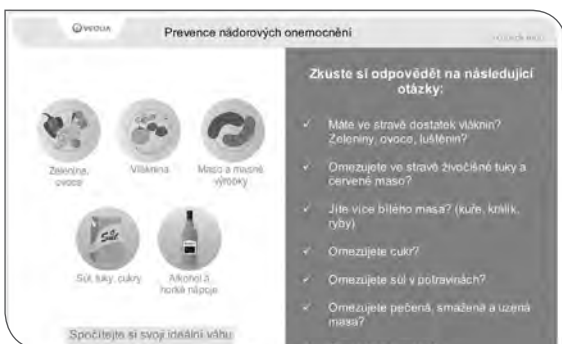 VEOLIA
Prevence nádorových onemocnění
Zelenina,
ovoce
Vláknina
Maso a masné
výrobky
Sůl
Sůl, tuky, cukry
Alkohol a
horké nápoje
Spočítejte si svoji ideální váhu
Zkuste si odpovědět na následující
otázky:
✓ Máte ve stravě dostatek vláknin?
Zeleniny, ovoce, luštěnin?
✓ Omezujete ve stravě živočišné tuky a
červené maso?
✓ Jíte více bílého masa? (kuře, králík,
ryby)
✓ Omezujete cukr?
✓ Omezujete sůl v potravinách?
✓ Omezujete pečená, smažená a uzená
masa?